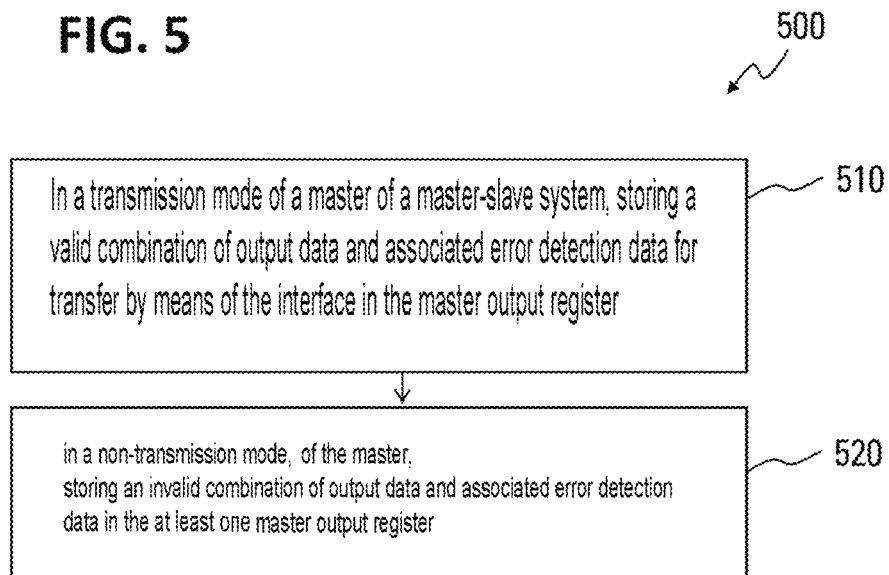 FIG. 5
500
In a transmission mode of a master of a master-slave system, storing a
valid combination of output data and associated error detection data for
transfer by means of the interface in the master output register
510
in a non-transmission mode, of the master,
storing an invalid combination of output data and associated error detection
data in the at least one master output register
520